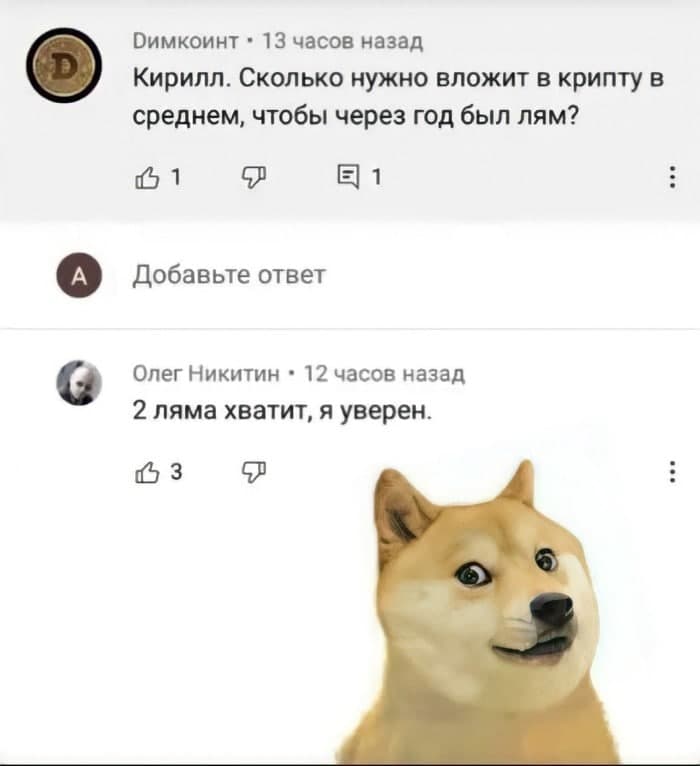 Dимкоинт • 13 часов назад
Кирилл. Сколько нужно вложит в крипту в
среднем, чтобы через год был лям?
1 1
А Добавьте ответ
Олег Никитин • 12 часов назад
2 ляма хватит, я уверен.
3